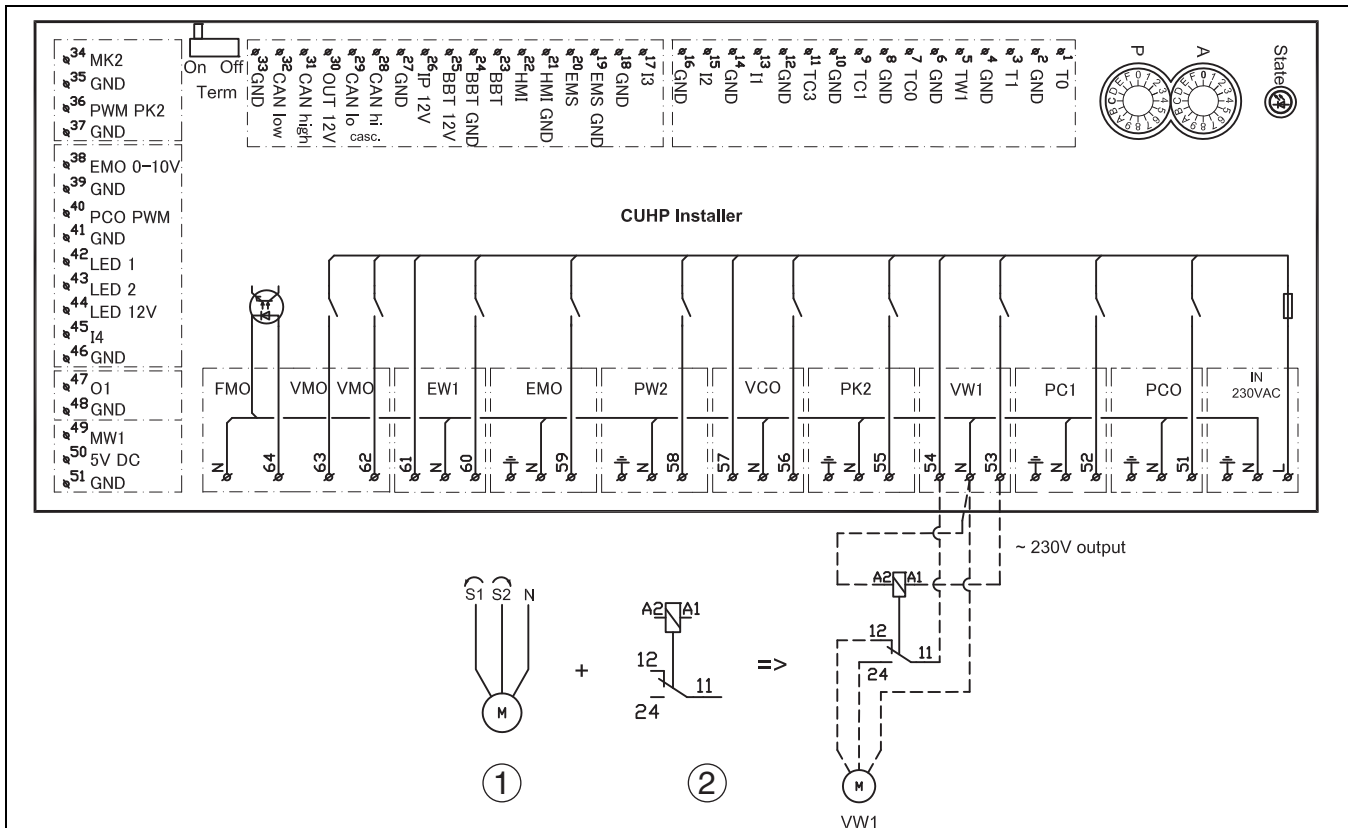 34 MK2
35 GND
36 PWM PK2
37 GND
38 EMO 0-10V
39 GND
40 PCO PWM
41 GND
42 LED 1
43 LED 2
44 LED 12V
45 I4
46 GND
47 O1
48 GND
49 MW1
50 5V DC
51 GND
On Off
Term
33 GND
32 CAN low
31 CAN high
30 OUT 12V
29 CAN lo
28 CAN hi
casc.
27 GND
26 IP 12V
25 BBT 12V
24 BBT GND
23 BBT
22 HMI
21 HMI GND
20 EMS
19 EMS GND
18 GND
17 I3
16 GND
15 I2
14 GND
13 I1
12 GND
11 TC3
10 GND
9 TC1
8 GND
7 TC0
6 GND
5 TW1
4 GND
3 T1
2 GND
1 T0
P A
0123456789ABCDEF
0123456789ABCDEF
State
CUHP Installer
FMO VMO VMO EW1 EMO PW2 VCO PK2 VW1 PC1 PCO IN
230VAC
N 64 63 62 61 N 60 N 59 N 58 57 N 56 N 55 54 N 53 N 52 N 51 N L
~ 230V output
S1 S2 N
M
1
+
A2 A1
12
11
24
2
=>
A2 A1
12
11
24
M
VW1